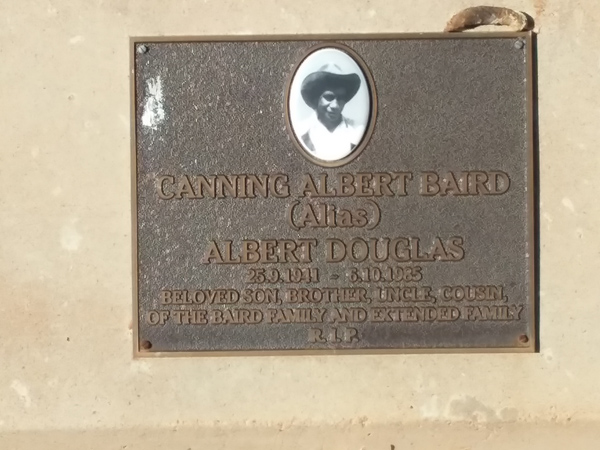 CANNING ALBERT BAIRD
(Alias)
ALBERT DOUGLAS
25.9.1941 - 6.10.1985
BELOVED SON, BROTHER, UNCLE, COUSIN,
OF THE BAIRD FAMILY AND EXTENDED FAMILY
R.I.P.